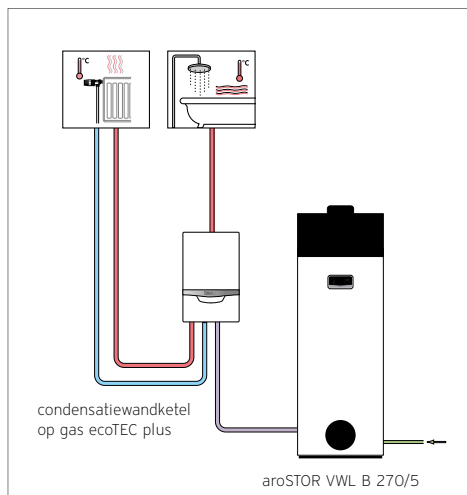 °C
°C
condensatiewandketel
op gas ecoTEC plus
aroSTOR VWL B 270/5